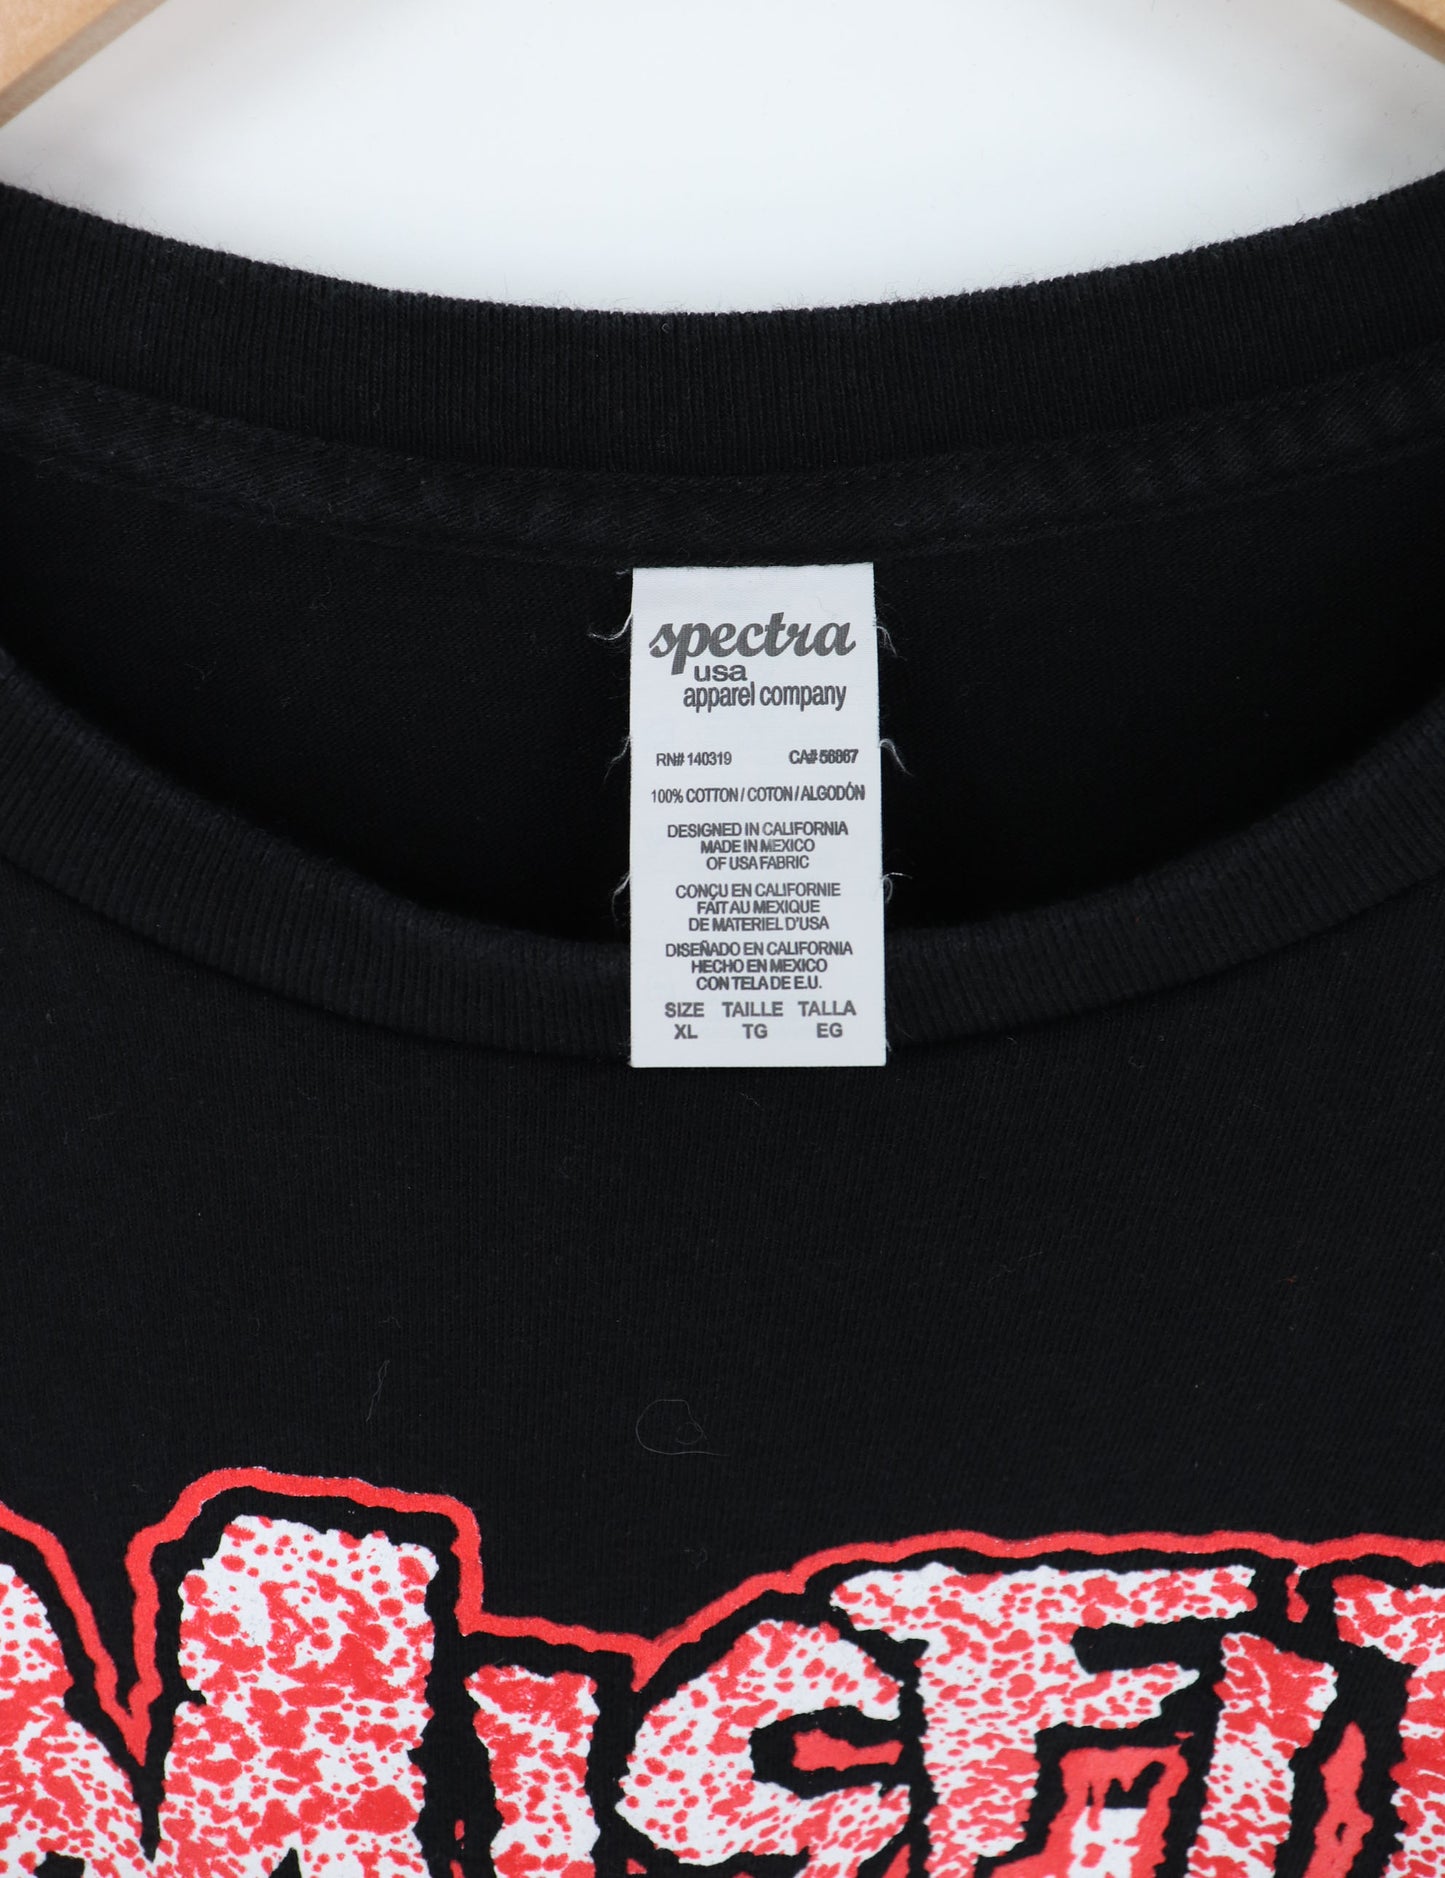 spectra
usa
apparel company
RN# 140319 CA# 56867
100% COTTON / COTON / ALGODÓN
DESIGNED IN CALIFORNIA
MADE IN MEXICO
OF USA FABRIC
CONÇU EN CALIFORNIE
FAIT AU MEXIQUE
DE MATERIEL D'USA
DISEÑADO EN CALIFORNIA
HECHO EN MEXICO
CON TELA DE E.U.
SIZE TAILLE TALLA
XL TG EG
MISFI